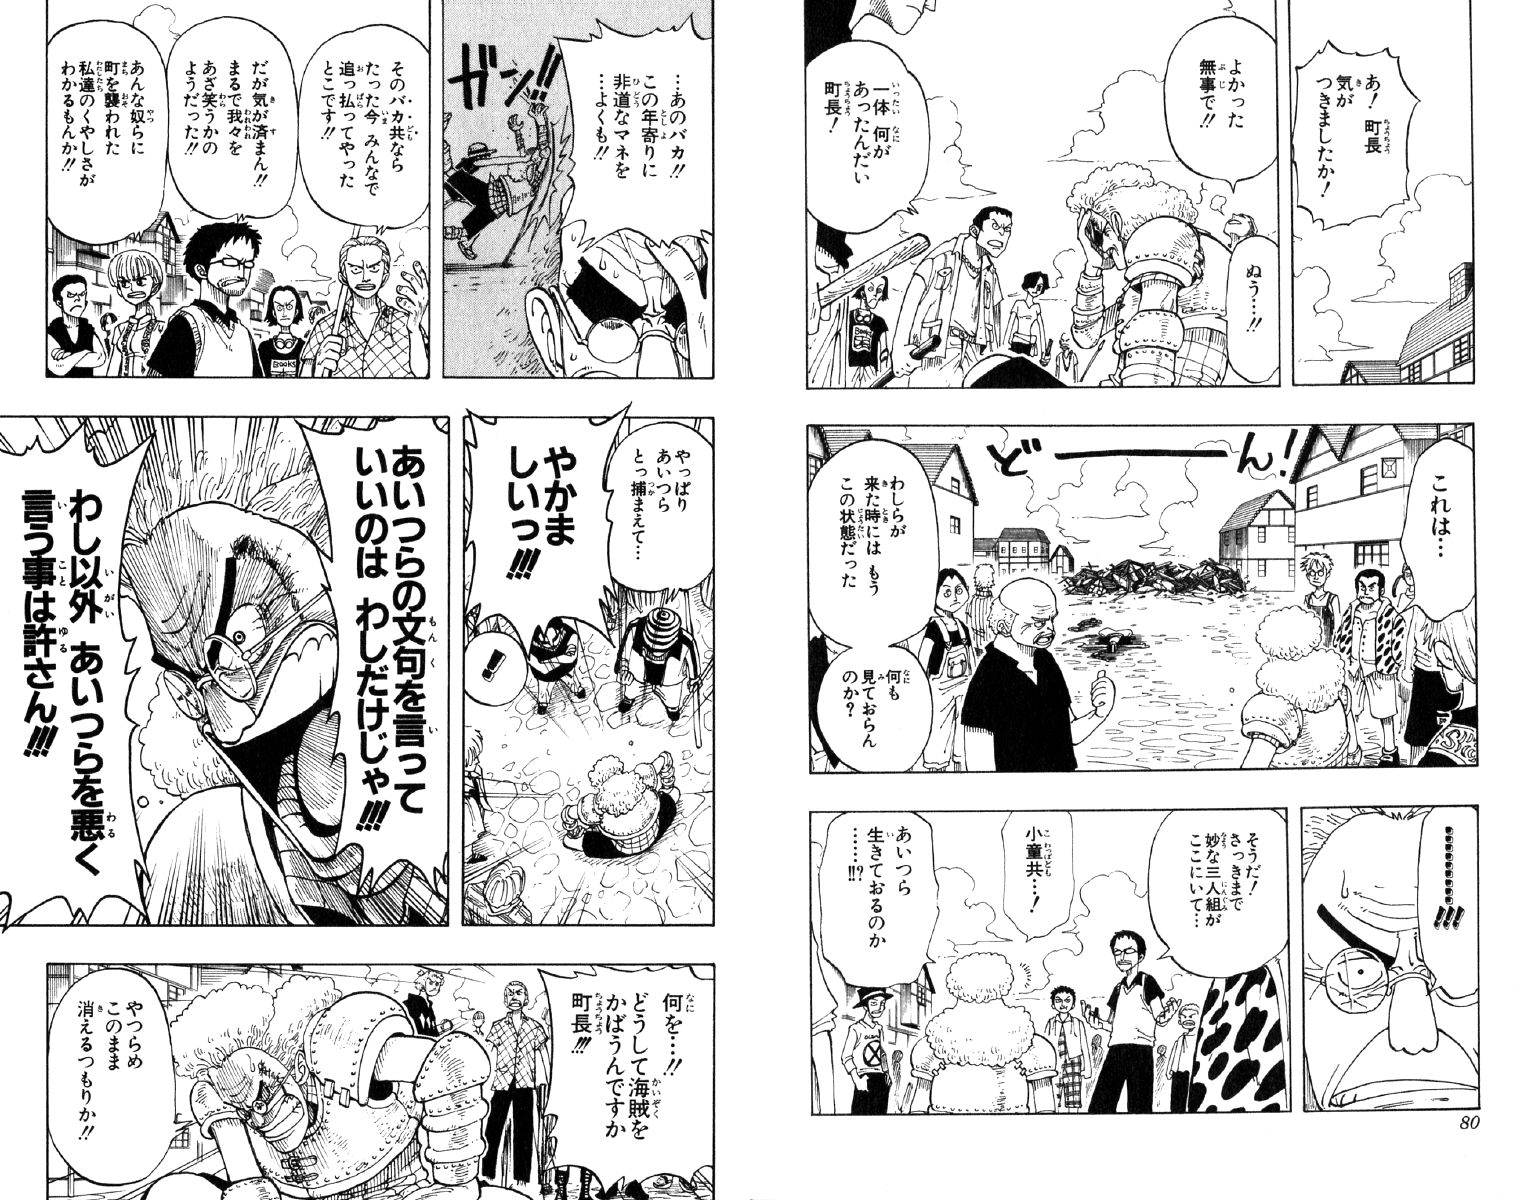 あ！町長
気が
つきましたか！
よかった
無事で!!
ぬう…!!
一体 何が
あったんだい
町長！
これは…
どーーん！
わしらが
来た時には もう
この状態だった
何も
見ておらん
のか？
…………!!!
そうだ！
さっきまで
妙な三人組が
ここにいて…
小童共…！
あいつら
生きておるのか
……!!?
80
…あのバカ!!
この年寄りに
非道なマネを
…よくも!!
ガン!!
そのバカ共なら
たった今 みんなで
追っ払ってやった
とこです!!
だが気が済まん!!
まるで我々を
あざ笑うかの
ようだった!!
あんな奴らに
町を襲われた
私達のくやしさが
わかるもんか!!
BOOKS
やっぱり
あいつら
とっ捕まえて…
やかま
しいっ!!!
!!
あいつらの文句を言って
いいのは わしだけじゃ!!!
わし以外 あいつらを悪く
言う事は許さん!!!
何を…!!
どうして海賊を
かばうんですか
町長!!!
やつらめ
このまま
消えるつもりか!!